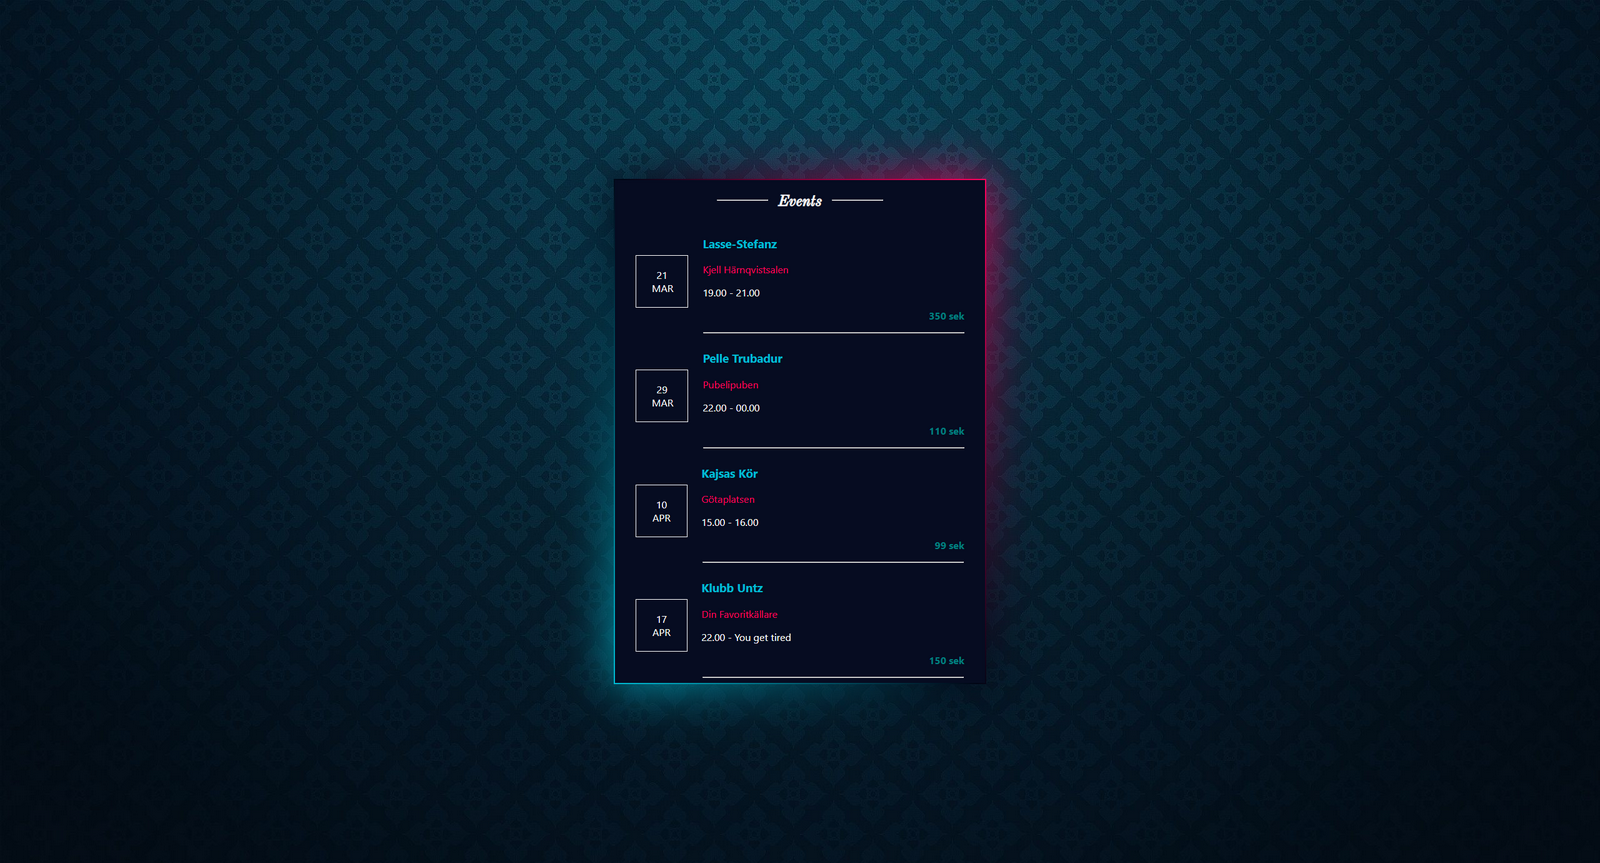 Events
Lasse-Stefanz
21
MAR
Kjell Härnqvistsalen
19.00 - 21.00
350 sek
Pelle Trubadur
29
MAR
Pubelipuben
22.00 - 00.00
110 sek
Kajsas Kör
10
APR
Götaplatsen
15.00 - 16.00
99 sek
Klubb Untz
17
APR
Din Favoritkällare
22.00 - You get tired
150 sek